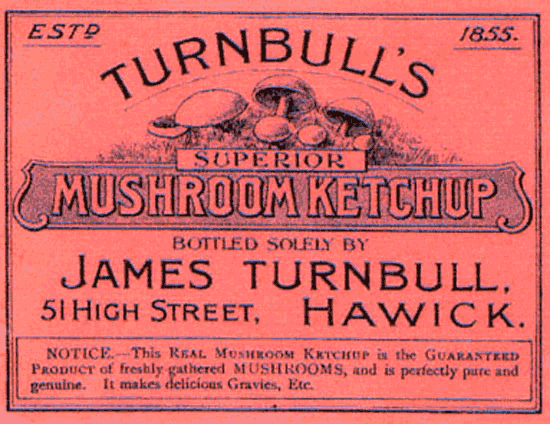 ESTD 1855.
TURNBULL'S
SUPERIOR
MUSHROOM KETCHUP
BOTTLED SOLELY BY
JAMES TURNBULL,
51 HIGH STREET, HAWICK.
NOTICE.—This REAL MUSHROOM KETCHUP is the GUARANTEED
PRODUCT of freshly gathered MUSHROOMS, and is perfectly pure and
genuine. It makes delicious Gravies, Etc.